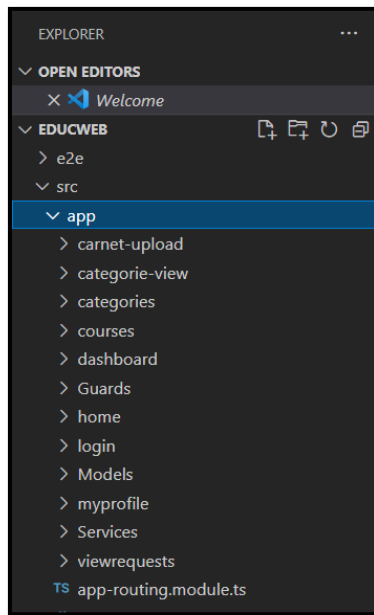 EXPLORER
OPEN EDITORS
Welcome
EDUCWEB
e2e
src
app
carnet-upload
categorie-view
categories
courses
dashboard
Guards
home
login
Models
myprofile
Services
viewrequests
TS app-routing.module.ts